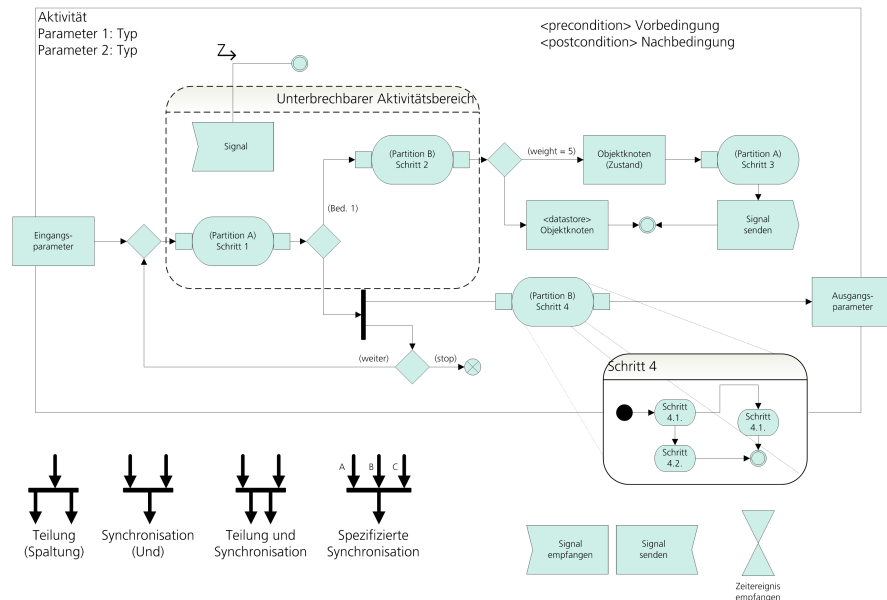 Aktivität
Parameter 1: Typ
Parameter 2: Typ
<precondition> Vorbedingung
<postcondition> Nachbedingung
Unterbrechbarer Aktivitätsbereich
Signal
(Partition B)
Schritt 2
(weight = 5)
Objektknoten
(Zustand)
(Partition A)
Schritt 3
(Bed. 1)
<datastore>
Objektknoten
Signal
senden
Eingangs-
parameter
(Partition A)
Schritt 1
(Partition B)
Schritt 4
Ausgangs-
parameter
(weiter)
(stop)
Schritt 4
Schritt
4.1.
Schritt
4.1.
Schritt
4.2.
A
B
C
Teilung
(Spaltung)
Synchronisation
(Und)
Teilung und
Synchronisation
Spezifizierte
Synchronisation
Signal
empfangen
Signal
senden
Zeitereignis
empfangen